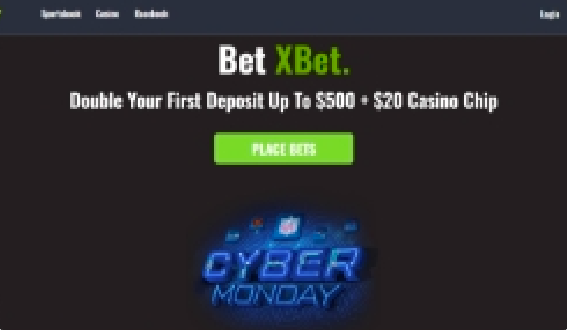 Sportsbook Casino Racebook Login
Bet XBet.
Double Your First Deposit Up To $500 + $20 Casino Chip
PLACE BETS
CYBER
MONDAY